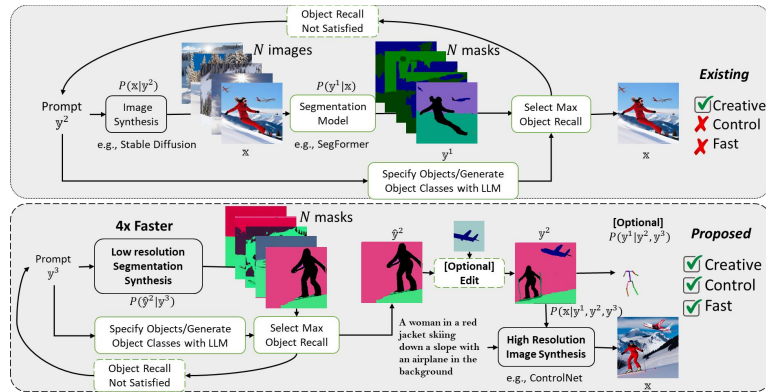 Object Recall
Not Satisfied
N images
N masks
P(𝕩|𝕪²)
P(𝕪¹|𝕩)
Prompt
𝕪²
Image
Synthesis
Segmentation
Model
Select Max
Object Recall
e.g., Stable Diffusion
𝕩
e.g., SegFormer
𝕪¹
𝕩
Specify Objects/Generate
Object Classes with LLM
Existing
Creative
Control
Fast
4x Faster
N masks
Prompt
𝕪³
Low resolution
Segmentation
Synthesis
P(ŷ²|𝕪³)
Specify Objects/Generate
Object Classes with LLM
Select Max
Object Recall
Object Recall
Not Satisfied
ŷ²
[Optional]
Edit
𝕪²
[Optional]
P(𝕪¹|𝕪², 𝕪³)
P(𝕩|𝕪¹, 𝕪², 𝕪³)
A woman in a red
jacket skiing
down a slope with
an airplane in the
background
High Resolution
Image Synthesis
e.g., ControlNet
𝕩
Proposed
Creative
Control
Fast